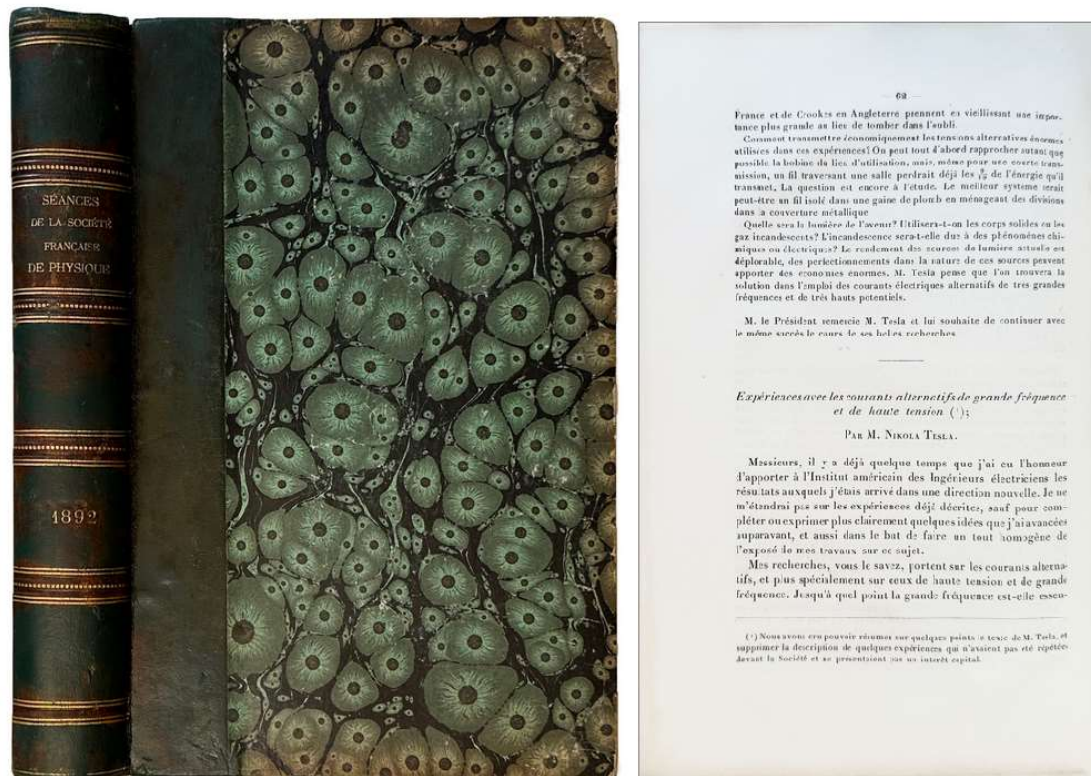 SÉANCES
DE LA SOCIÉTÉ
FRANÇAISE
DE PHYSIQUE
1892
— 62 —
France et de Crookes en Angleterre prennent en vieillissant une impor-
tance plus grande au lieu de tomber dans l'oubli.
Comment transmettre économiquement les tensions alternatives énormes
utilisées dans ces expériences? On peut tout d'abord rapprocher autant que
possible la bobine du lieu d'utilisation, mais, même pour une courte trans-
mission, un fil traversant une salle perdrait déjà les 9/10 de l'énergie qu'il
transmet. La question est encore à l'étude. Le meilleur système serait
peut-être un fil isolé dans une gaine de plomb en ménageant des divisions
dans la couverture métallique
Quelle sera la lumière de l'avenir? Utilisera-t-on les corps solides ou les
gaz incandescents? L'incandescence sera-t-elle due à des phénomènes chi-
miques ou électriques? Le rendement des sources de lumière actuelle est
déplorable, des perfectionnements dans la nature de ces sources peuvent
apporter des économies énormes. M. Tesla pense que l'on trouvera la
solution dans l'emploi des courants électriques alternatifs de très grandes
fréquences et de très hauts potentiels.
M. le Président remercie M. Tesla et lui souhaite de continuer avec
le même succès le cours de ses belles recherches
Expériences avec les courants alternatifs de grande fréquence
et de haute tension (¹);
PAR M. NIKOLA TESLA.
Messieurs, il y a déjà quelque temps que j'ai eu l'honneur
d'apporter à l'Institut américain des Ingénieurs électriciens les
résultats auxquels j'étais arrivé dans une direction nouvelle. Je ne
m'étendrai pas sur les expériences déjà décrites, sauf pour com-
pléter ou exprimer plus clairement quelques idées que j'ai avancées
auparavant, et aussi dans le but de faire un tout homogène de
l'exposé de mes travaux sur ce sujet.
Mes recherches, vous le savez, portent sur les courants alterna-
tifs, et plus spécialement sur ceux de haute tension et de grande
fréquence. Jusqu'à quel point la grande fréquence est-elle essen-
(¹) Nous avons cru pouvoir résumer sur quelques points le texte de M. Tesla, et
supprimer la description de quelques expériences qui n'avaient pas été répétées
devant la Société et ne présentaient pas un intérêt capital.